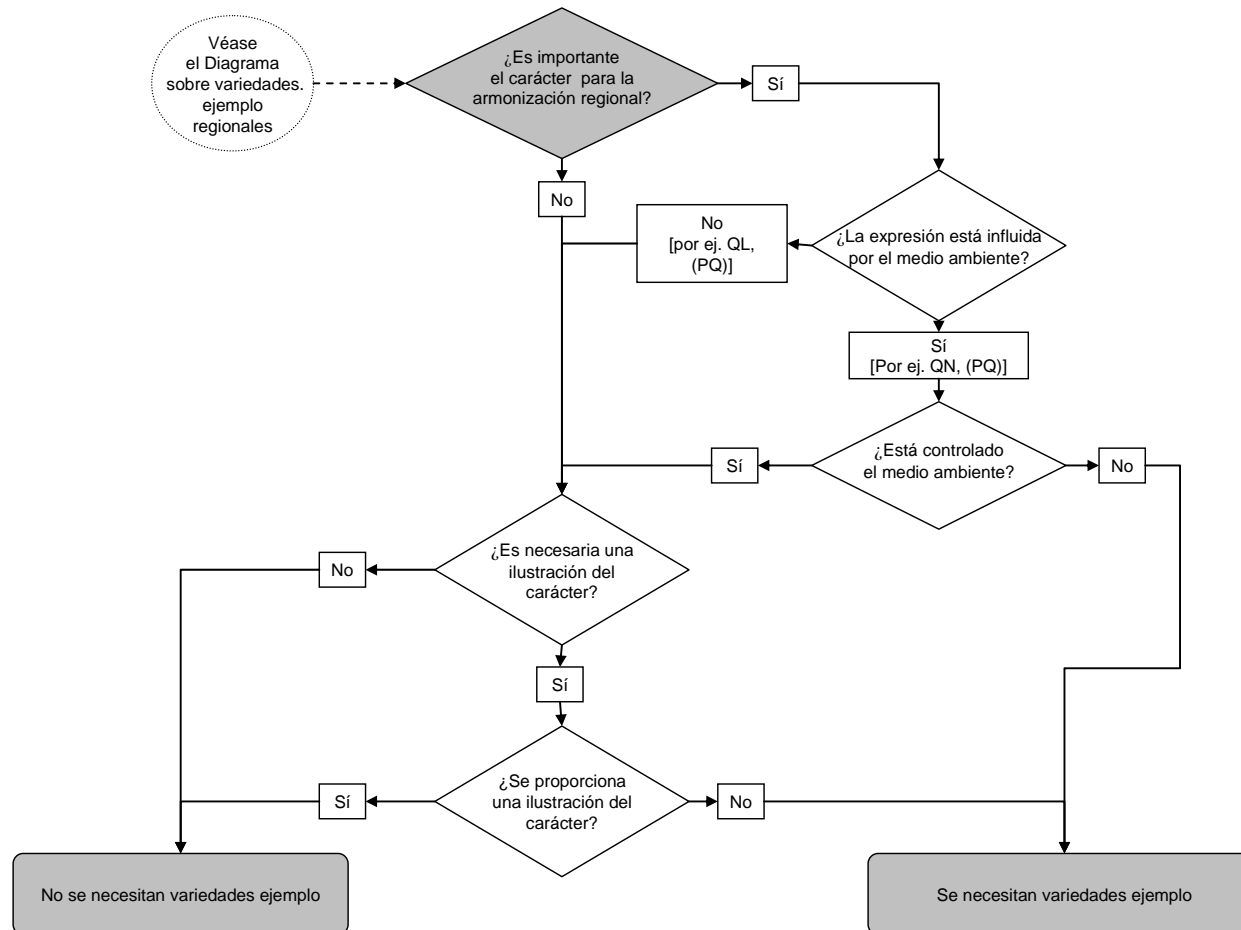 Véase
el Diagrama
sobre variedades.
ejemplo
regionales
¿Es importante
el carácter para la
armonización regional?
Sí
No
No
[por ej. QL,
(PQ)]
¿La expresión está influida
por el medio ambiente?
Sí
[Por ej. QN, (PQ)]
¿Está controlado
el medio ambiente?
Sí
No
¿Es necesaria una
ilustración del
carácter?
No
Sí
¿Se proporciona
una ilustración del
carácter?
Sí
No
No se necesitan variedades ejemplo
Se necesitan variedades ejemplo